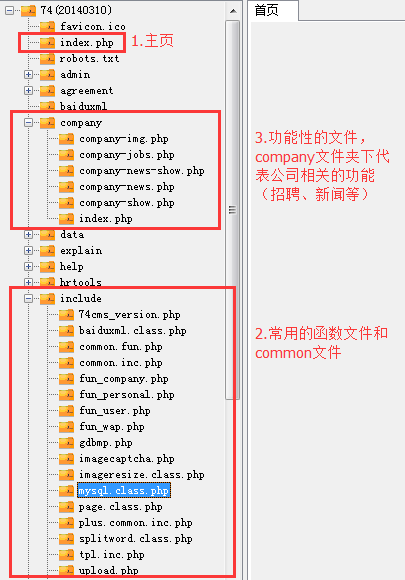 74(20140310)
favicon.ico
index.php
1.主页
robots.txt
admin
agreement
baiduxml
company
company-img.php
company-jobs.php
company-news-show.php
company-news.php
company-show.php
index.php
data
explain
help
hrtools
include
74cms_version.php
baiduxml.class.php
common.fun.php
common.inc.php
fun_company.php
fun_personal.php
fun_user.php
fun_wap.php
gdbmp.php
imagecaptcha.php
imageresize.class.php
mysql.class.php
page.class.php
plus.common.inc.php
splitword.class.php
tpl.inc.php
upload.php
首页
3.功能性的文件，
company文件夹下代
表公司相关的功能
（招聘、新闻等）
2.常用的函数文件和
common文件